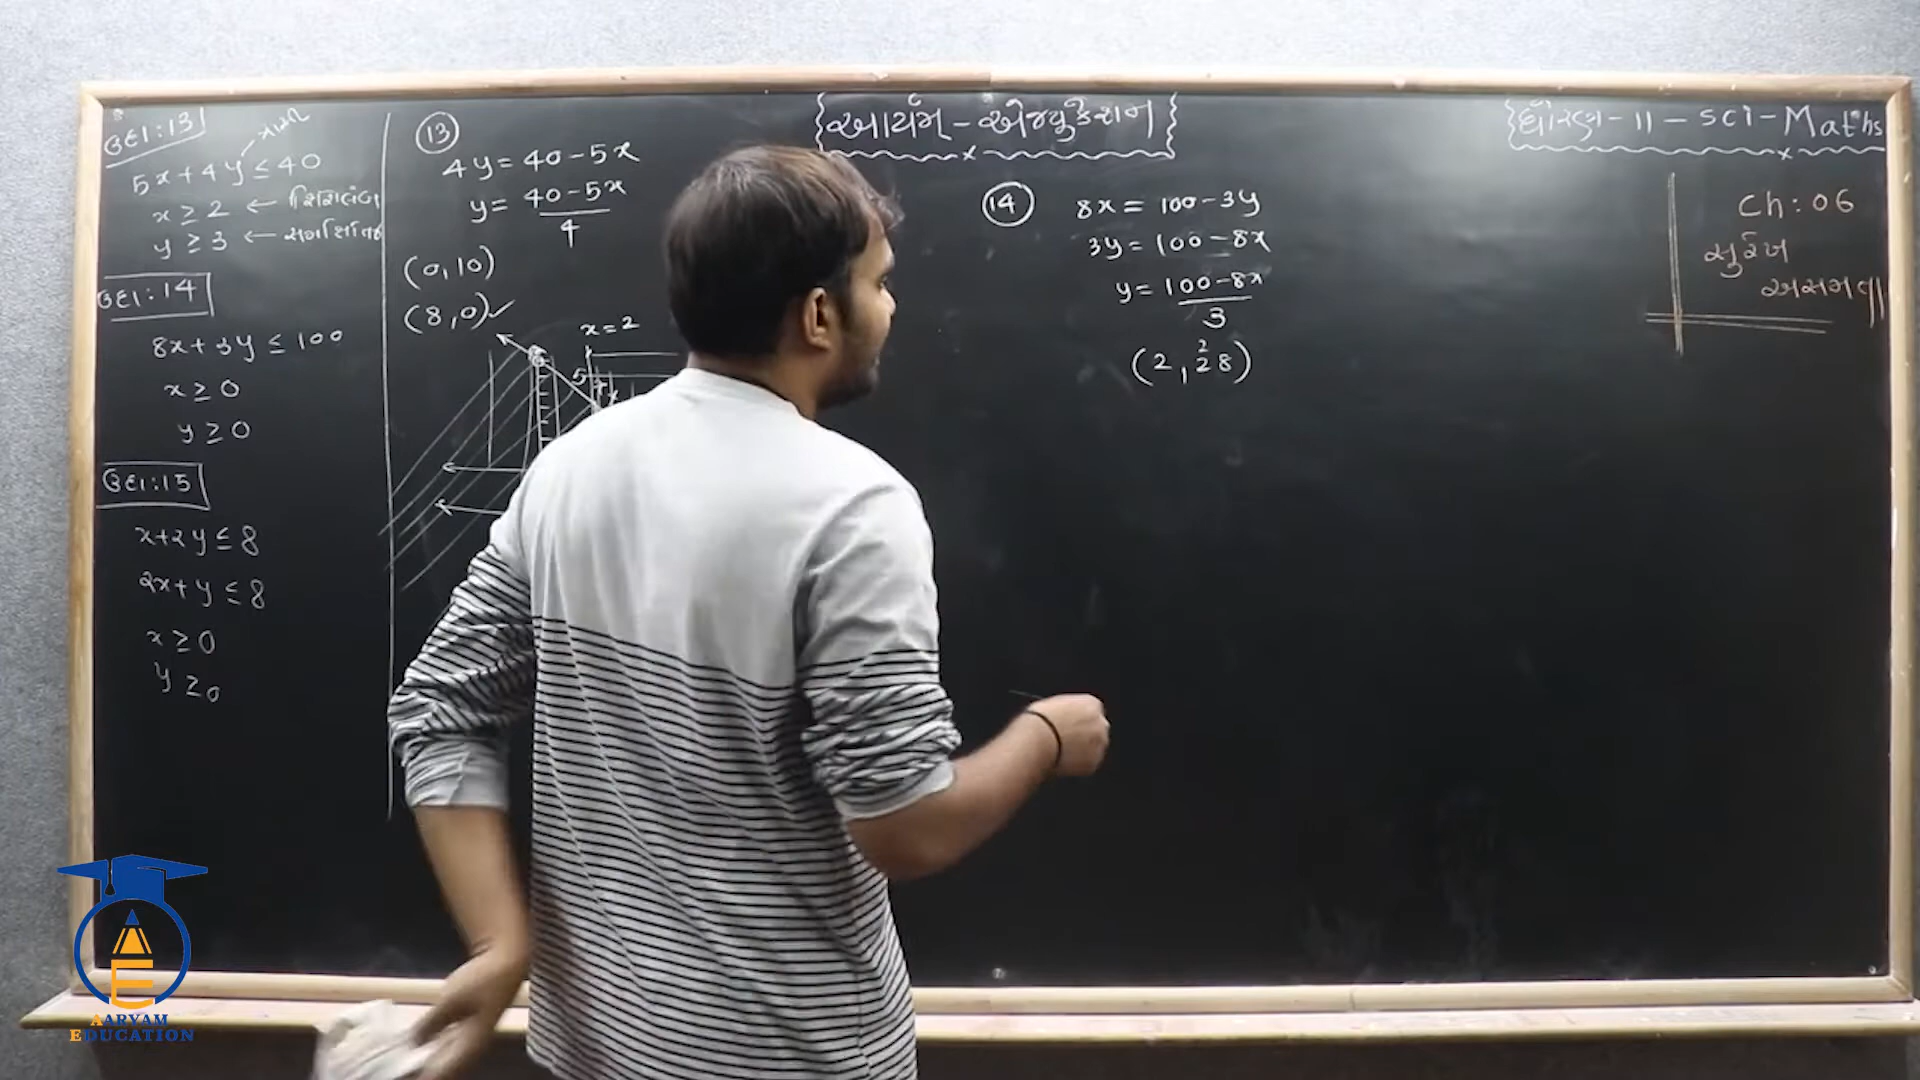 ઉદા:13
5x+4y ≤ 40
x ≥ 2 ←
y ≥ 3 ←
ઉદા:14
8x+3y ≤ 100
x ≥ 0
y ≥ 0
ઉદા:15
x+2y ≤ 8
2x+y ≤ 8
x ≥ 0
y ≥ 0
13
4y = 40-5x
y = 40-5x
4
(0,10)
(8,0)✓
x=2
આર્યમ-એજ્યુકેશન
14
8x = 100-3y
3y = 100-8x
y = 100-8x
3
2
(2, 28)
ધોરણ-11-sci-Maths
Ch:06
સુરેખ
અસમતા
AARYAM
EDUCATION